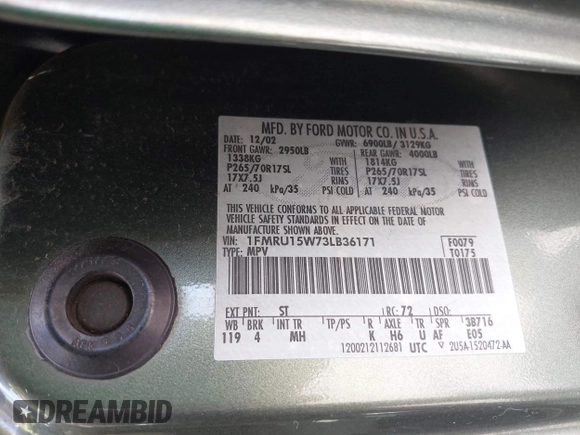 MFD. BY FORD MOTOR CO. IN U.S.A.
DATE: 12/02 GVWR: 6900LB/ 3129KG
FRONT GAWR: 2950LB REAR GAWR: 4000LB
1338KG WITH 1814KG WITH
P265/70R17SL TIRES P265/70R17SL TIRES
17X7.5J RIMS 17X7.5J RIMS
AT 240 kPa/35 PSI COLD AT 240 kPa/35 PSI COLD
THIS VEHICLE CONFORMS TO ALL APPLICABLE FEDERAL MOTOR
VEHICLE SAFETY STANDARDS IN EFFECT ON THE DATE OF
MANUFACTURE SHOWN ABOVE.
VIN: 1FMRU15W73LB36171 F0079
TYPE: MPV T0175
EXT PNT: ST RC: 72 DSO:
WB BRK INT TR TP/PS R AXLE TR SPR 38716
119 4 MH K H6 U AF E05
1200212112681 UTC 2U5A-1520472-AA
DREAMBID